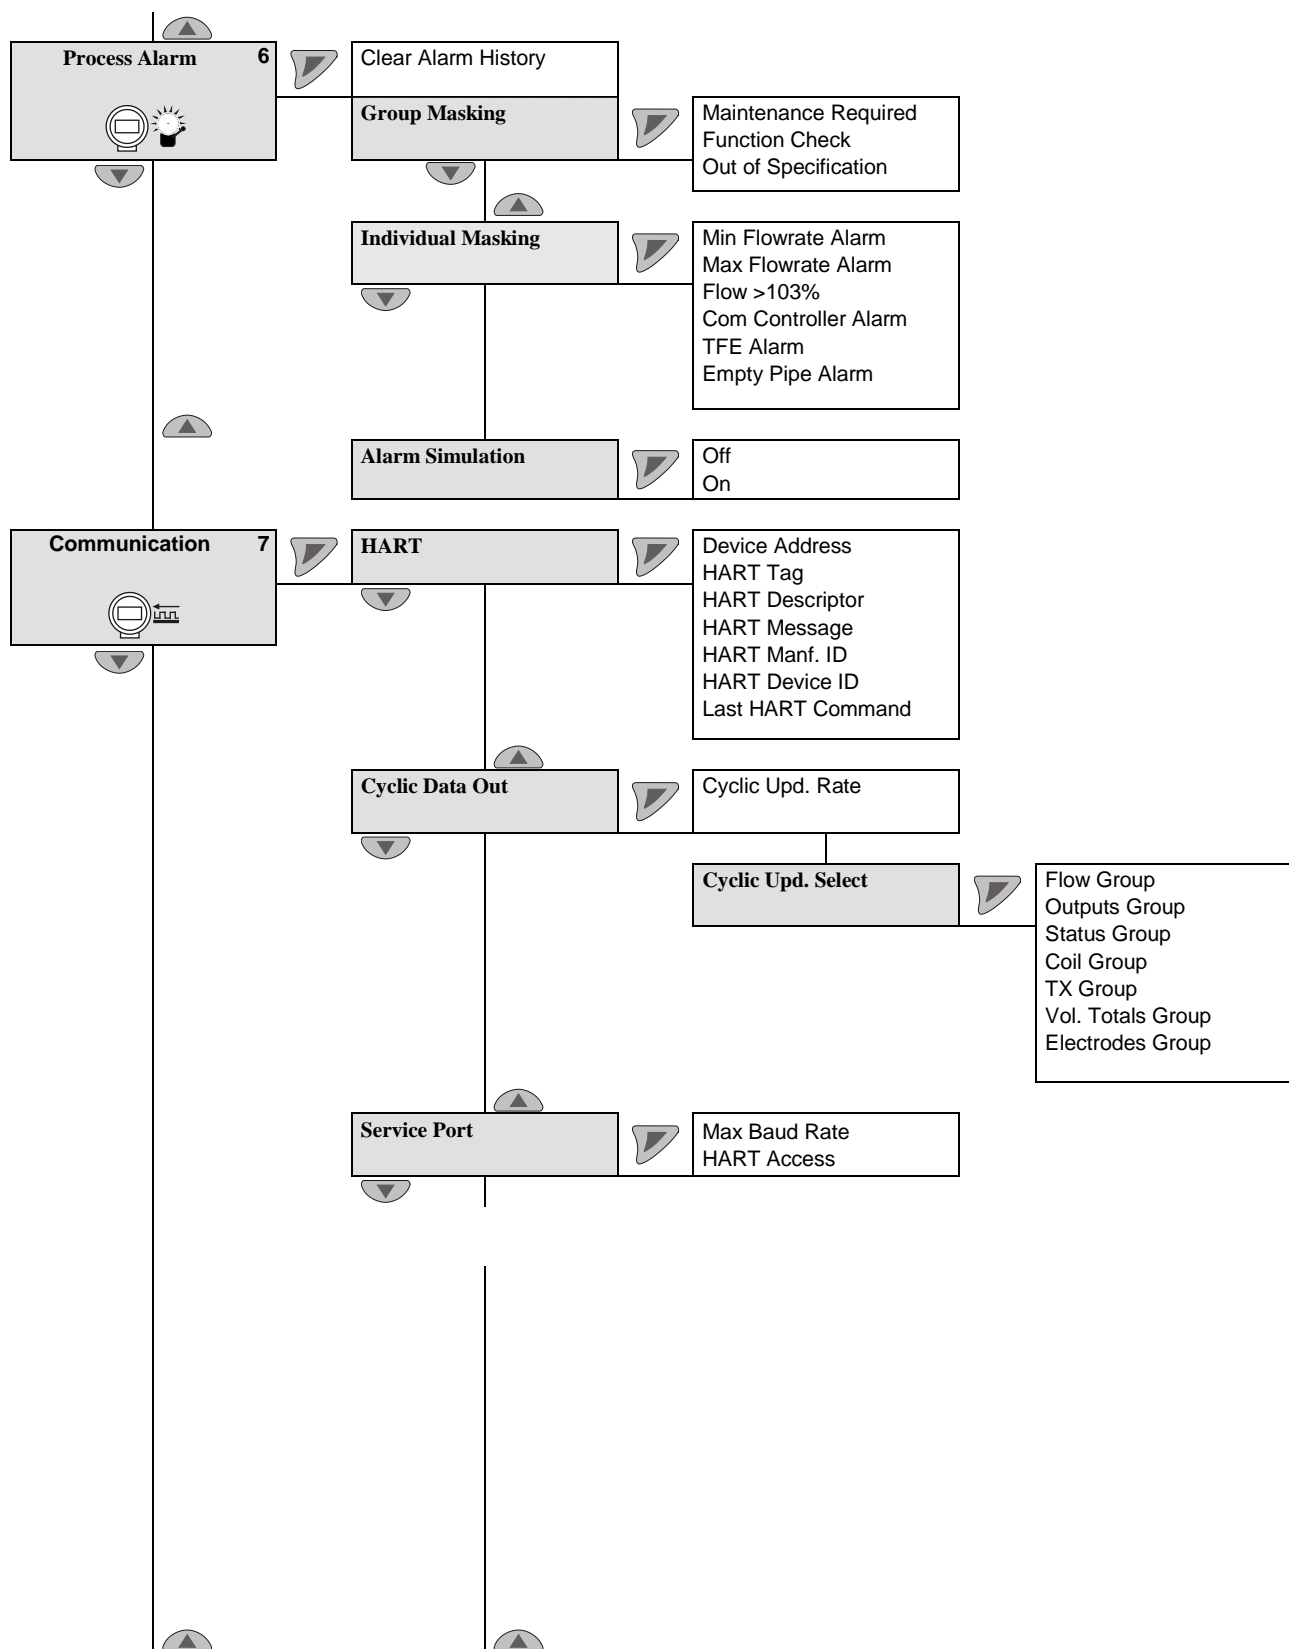 Process Alarm 6
Clear Alarm History
Group Masking
Maintenance Required
Function Check
Out of Specification
Individual Masking
Min Flowrate Alarm
Max Flowrate Alarm
Flow >103%
Com Controller Alarm
TFE Alarm
Empty Pipe Alarm
Alarm Simulation
Off
On
Communication 7
HART
Device Address
HART Tag
HART Descriptor
HART Message
HART Manf. ID
HART Device ID
Last HART Command
Cyclic Data Out
Cyclic Upd. Rate
Cyclic Upd. Select
Flow Group
Outputs Group
Status Group
Coil Group
TX Group
Vol. Totals Group
Electrodes Group
Service Port
Max Baud Rate
HART Access